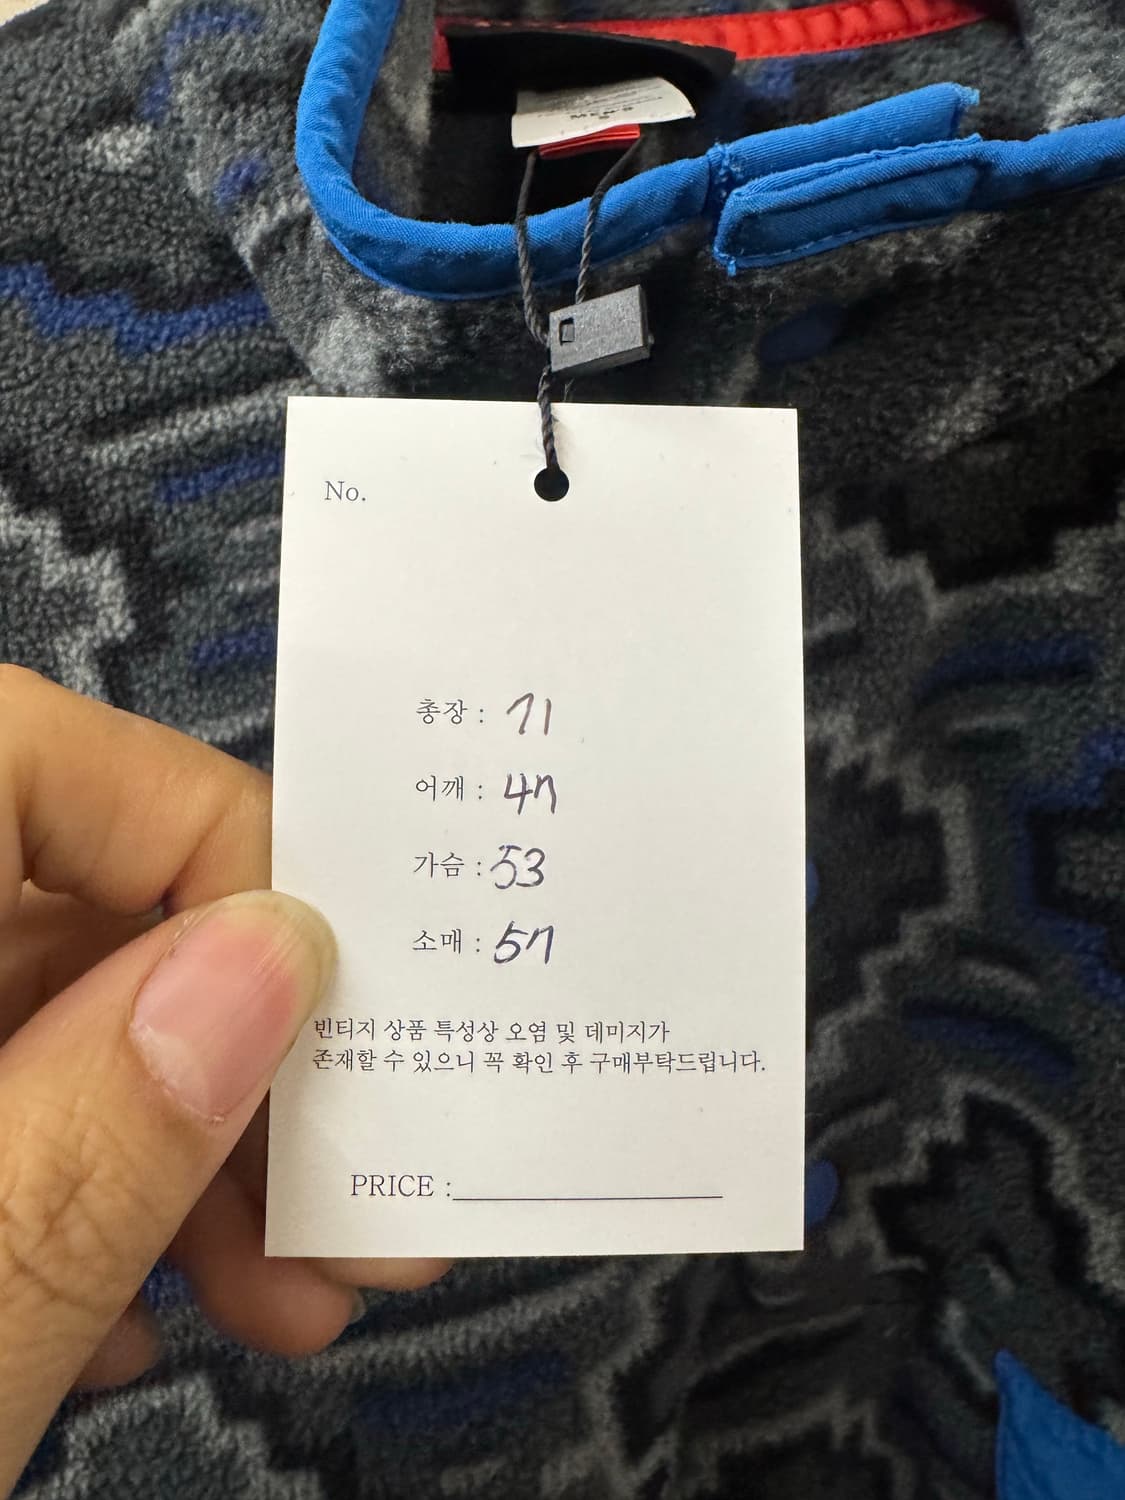 MEN'S
No.
총장 : 71
어깨 : 47
가슴 : 53
소매 : 57
빈티지 상품 특성상 오염 및 데미지가
존재할 수 있으니 꼭 확인 후 구매부탁드립니다.
PRICE :